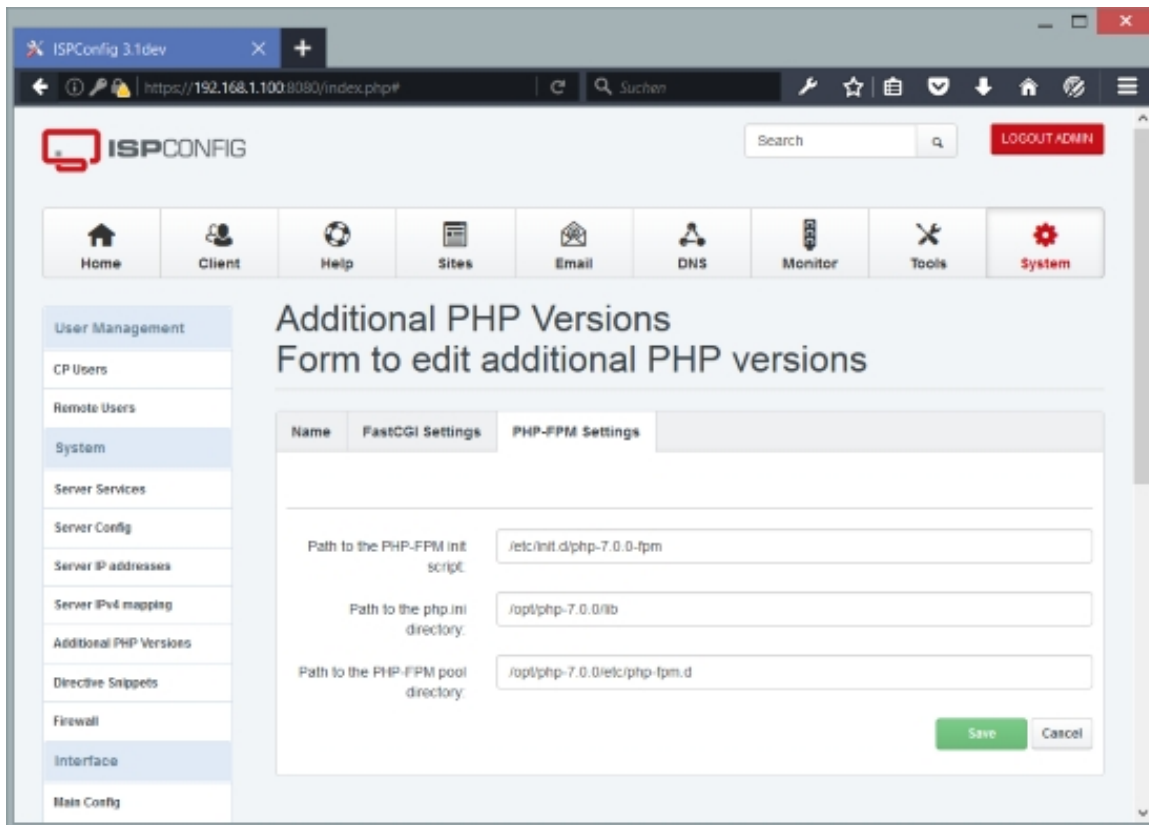 ISPConfig 3.1dev
https://192.168.1.100:8080/index.php#
Suchen
ISPCONFIG
Search
LOGOUT ADMIN
Home
Client
Help
Sites
Email
DNS
Monitor
Tools
System
User Management
CP Users
Remote Users
System
Server Services
Server Config
Server IP addresses
Server IPv4 mapping
Additional PHP Versions
Directive Snippets
Firewall
Interface
Main Config
Additional PHP Versions
Form to edit additional PHP versions
Name
FastCGI Settings
PHP-FPM Settings
Path to the PHP-FPM init
script:
/etc/init.d/php-7.0.0-fpm
Path to the php.ini
directory:
/opt/php-7.0.0/lib
Path to the PHP-FPM pool
directory:
/opt/php-7.0.0/etc/php-fpm.d
Save
Cancel